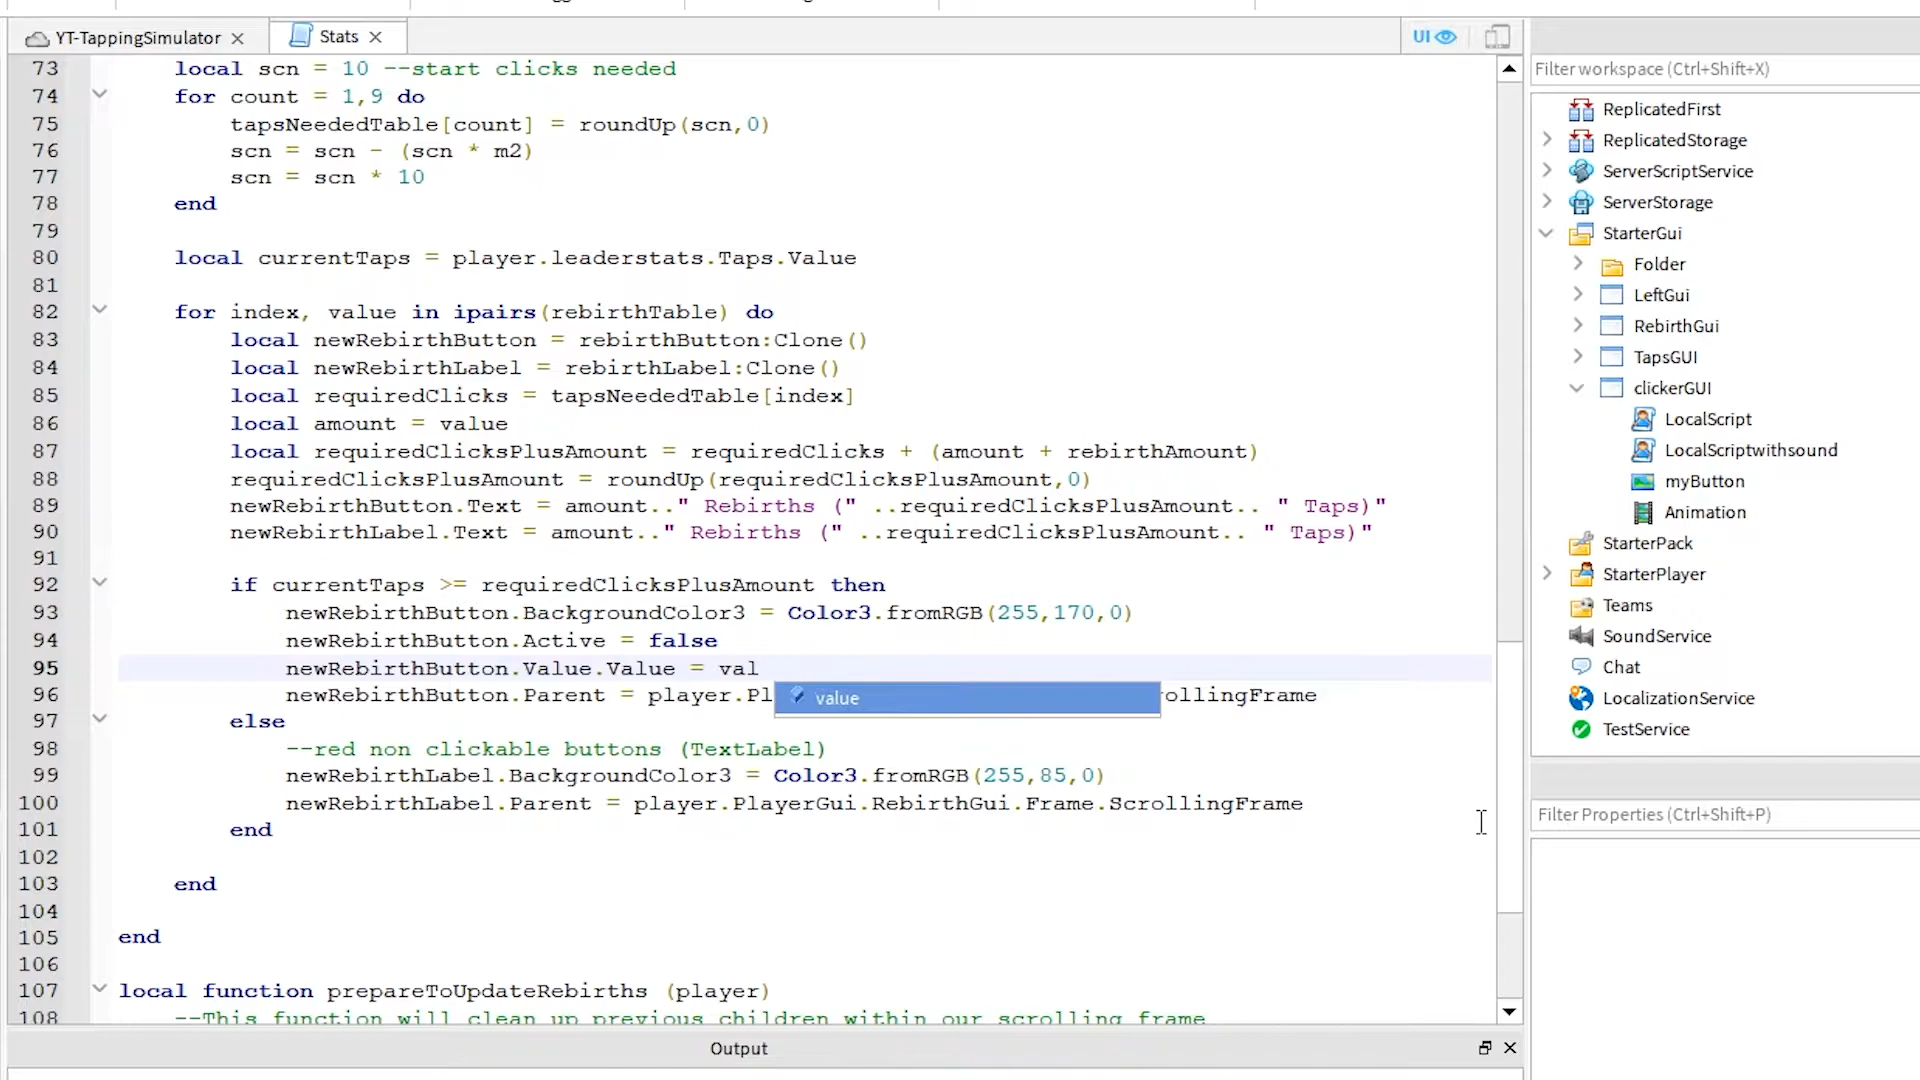 YT-TappingSimulator
Stats
UI
73 local scn = 10 --start clicks needed
74 for count = 1,9 do
75 tapsNeededTable[count] = roundUp(scn,0)
76 scn = scn - (scn * m2)
77 scn = scn * 10
78 end
79
80 local currentTaps = player.leaderstats.Taps.Value
81
82 for index, value in ipairs(rebirthTable) do
83 local newRebirthButton = rebirthButton:Clone()
84 local newRebirthLabel = rebirthLabel:Clone()
85 local requiredClicks = tapsNeededTable[index]
86 local amount = value
87 local requiredClicksPlusAmount = requiredClicks + (amount + rebirthAmount)
88 requiredClicksPlusAmount = roundUp(requiredClicksPlusAmount,0)
89 newRebirthButton.Text = amount.." Rebirths (" ..requiredClicksPlusAmount.. " Taps)"
90 newRebirthLabel.Text = amount.." Rebirths (" ..requiredClicksPlusAmount.. " Taps)"
91
92 if currentTaps >= requiredClicksPlusAmount then
93 newRebirthButton.BackgroundColor3 = Color3.fromRGB(255,170,0)
94 newRebirthButton.Active = false
95 newRebirthButton.Value.Value = val
value
96 newRebirthButton.Parent = player.Pl rollingFrame
97 else
98 --red non clickable buttons (TextLabel)
99 newRebirthLabel.BackgroundColor3 = Color3.fromRGB(255,85,0)
100 newRebirthLabel.Parent = player.PlayerGui.RebirthGui.Frame.ScrollingFrame
101 end
102
103 end
104
105 end
106
107 local function prepareToUpdateRebirths (player)
108 --This function will clean up previous children within our scrolling frame
Output
Filter workspace (Ctrl+Shift+X)
ReplicatedFirst
ReplicatedStorage
ServerScriptService
ServerStorage
StarterGui
Folder
LeftGui
RebirthGui
TapsGUI
clickerGUI
LocalScript
LocalScriptwithsound
myButton
Animation
StarterPack
StarterPlayer
Teams
SoundService
Chat
LocalizationService
TestService
Filter Properties (Ctrl+Shift+P)